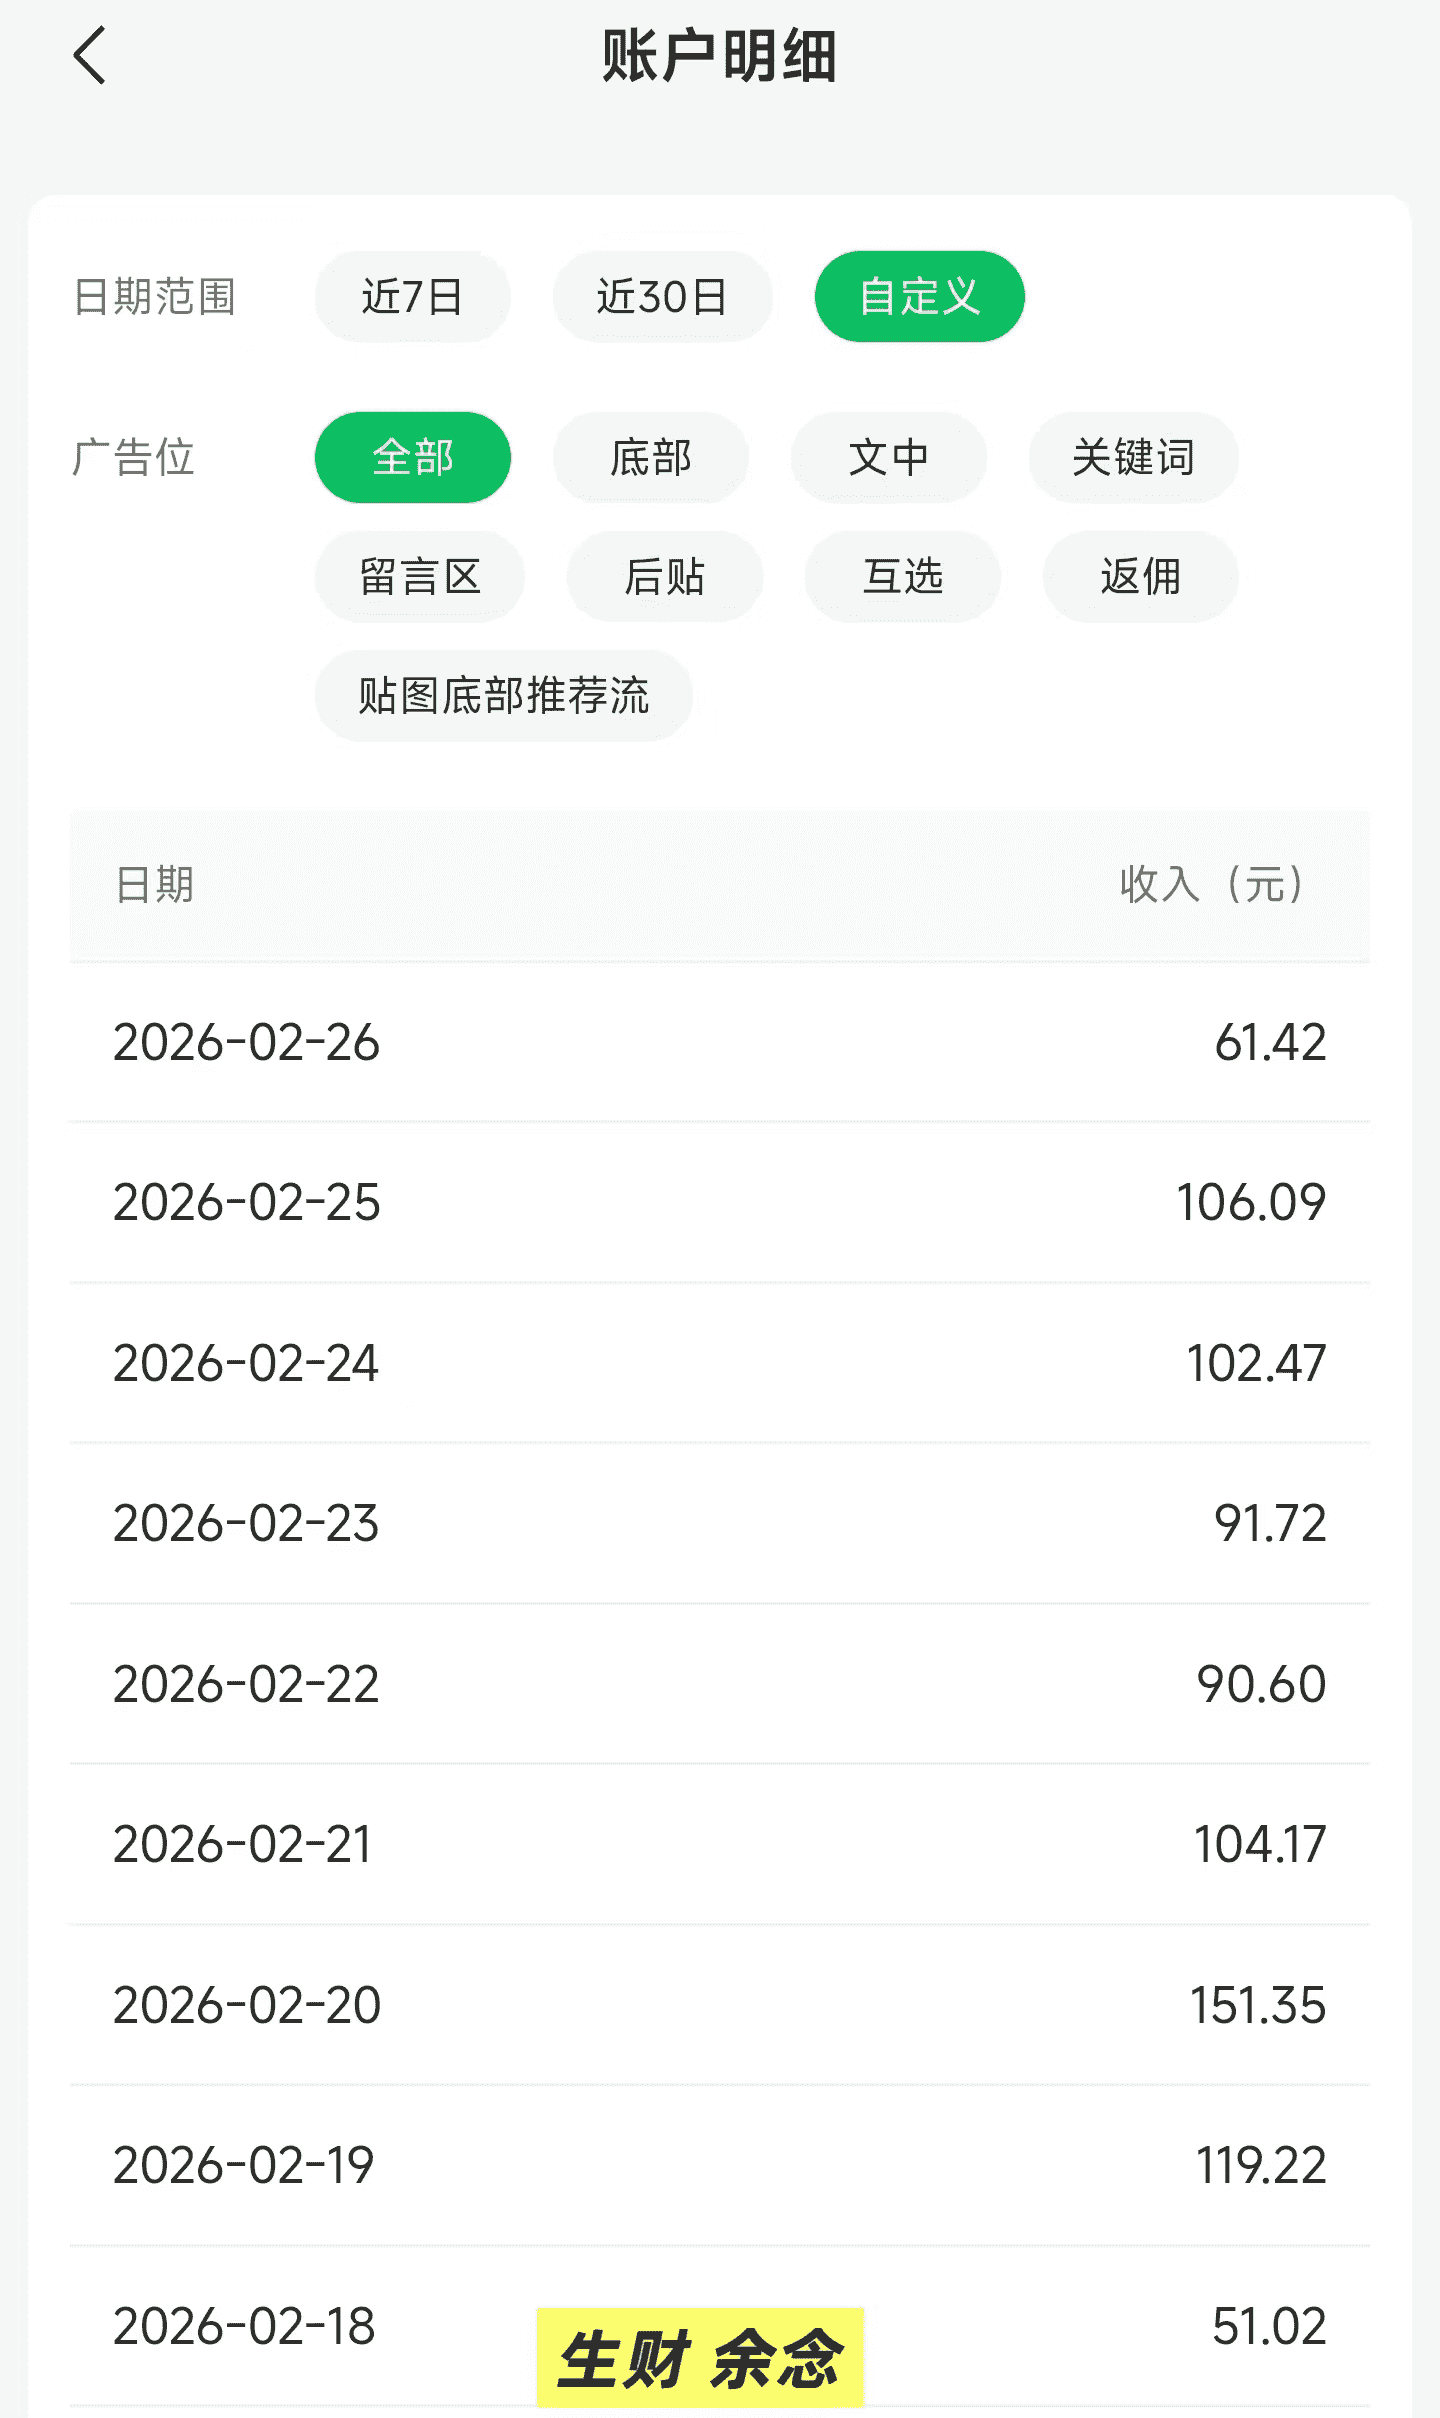 账户明细
日期范围 近7日 近30日 自定义
广告位 全部 底部 文中 关键词
留言区 后贴 互选 返佣
贴图底部推荐流
日期 收入（元）
2026-02-26 61.42
2026-02-25 106.09
2026-02-24 102.47
2026-02-23 91.72
2026-02-22 90.60
2026-02-21 104.17
2026-02-20 151.35
2026-02-19 119.22
2026-02-18 51.02
生财 余念